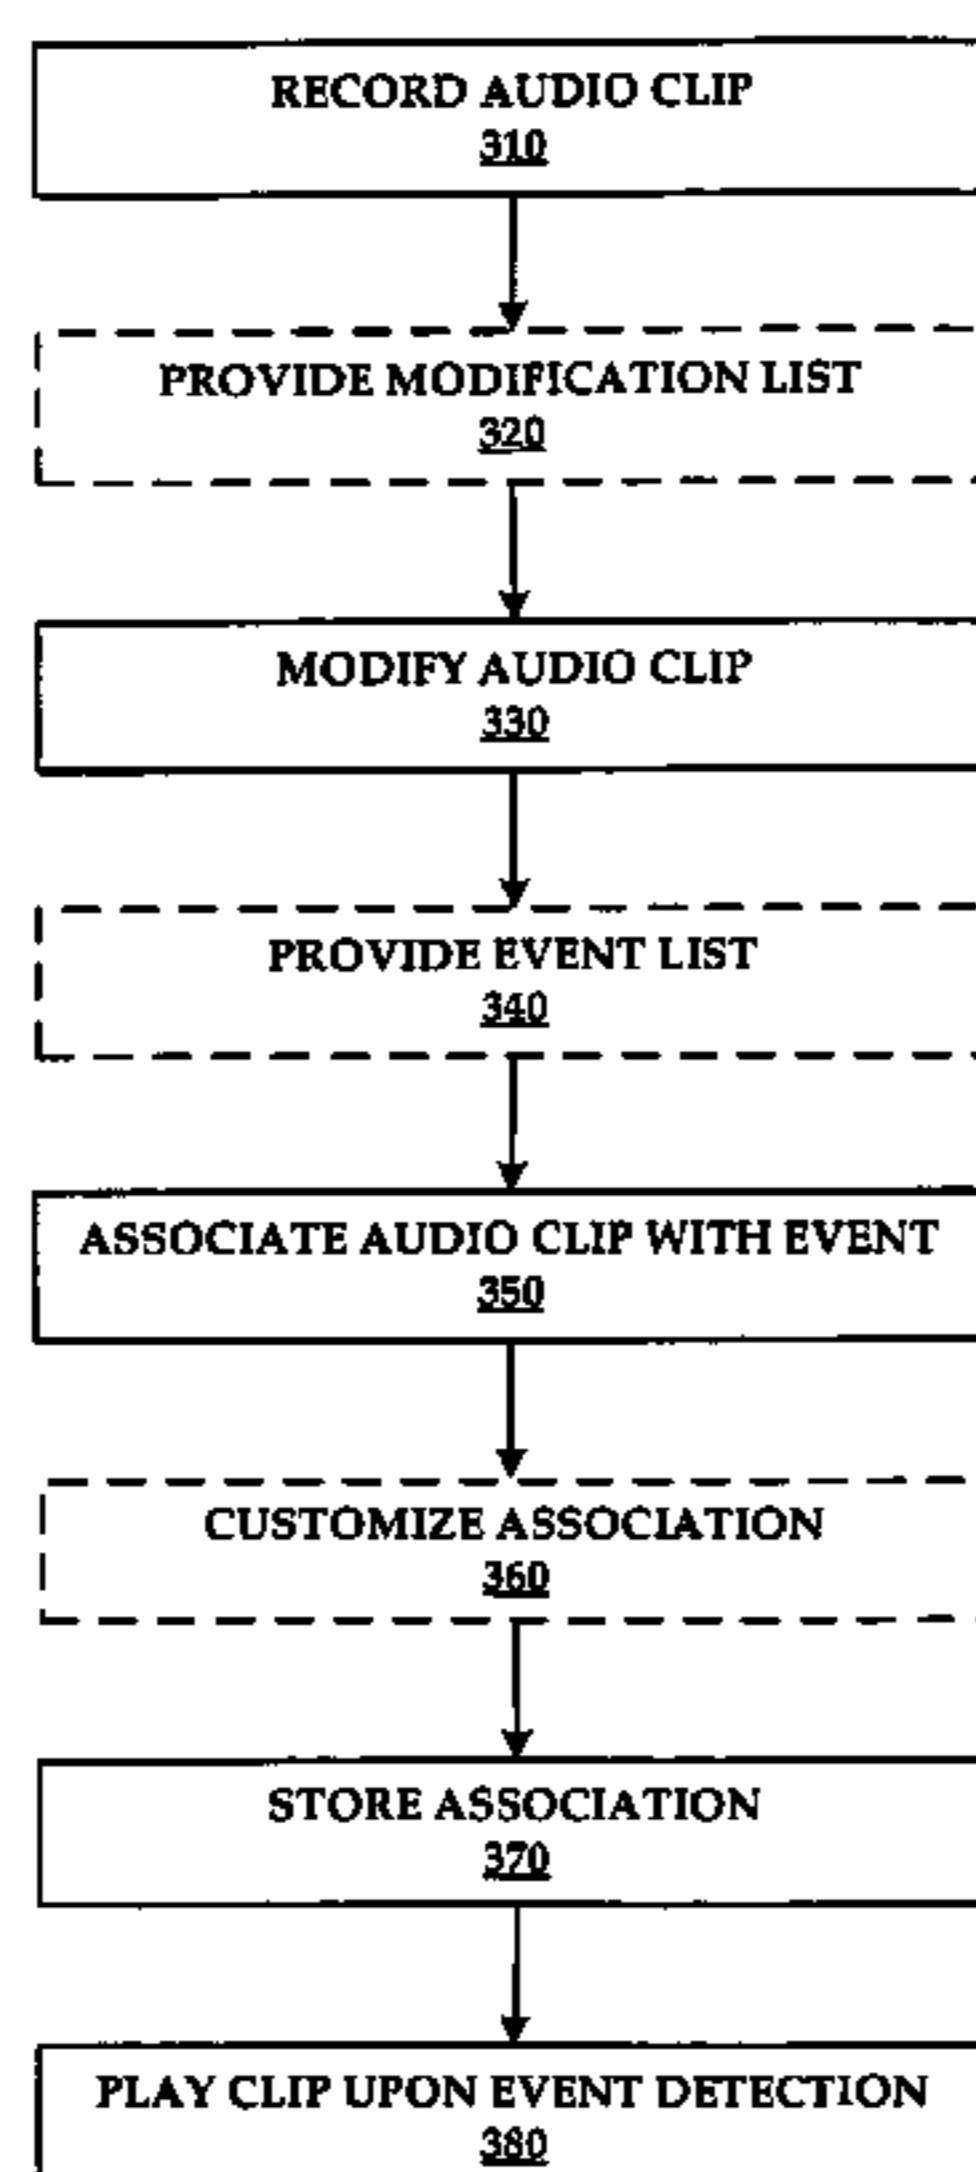 RECORD AUDIO CLIP
310
PROVIDE MODIFICATION LIST
320
MODIFY AUDIO CLIP
330
PROVIDE EVENT LIST
340
ASSOCIATE AUDIO CLIP WITH EVENT
350
CUSTOMIZE ASSOCIATION
360
STORE ASSOCIATION
370
PLAY CLIP UPON EVENT DETECTION
380